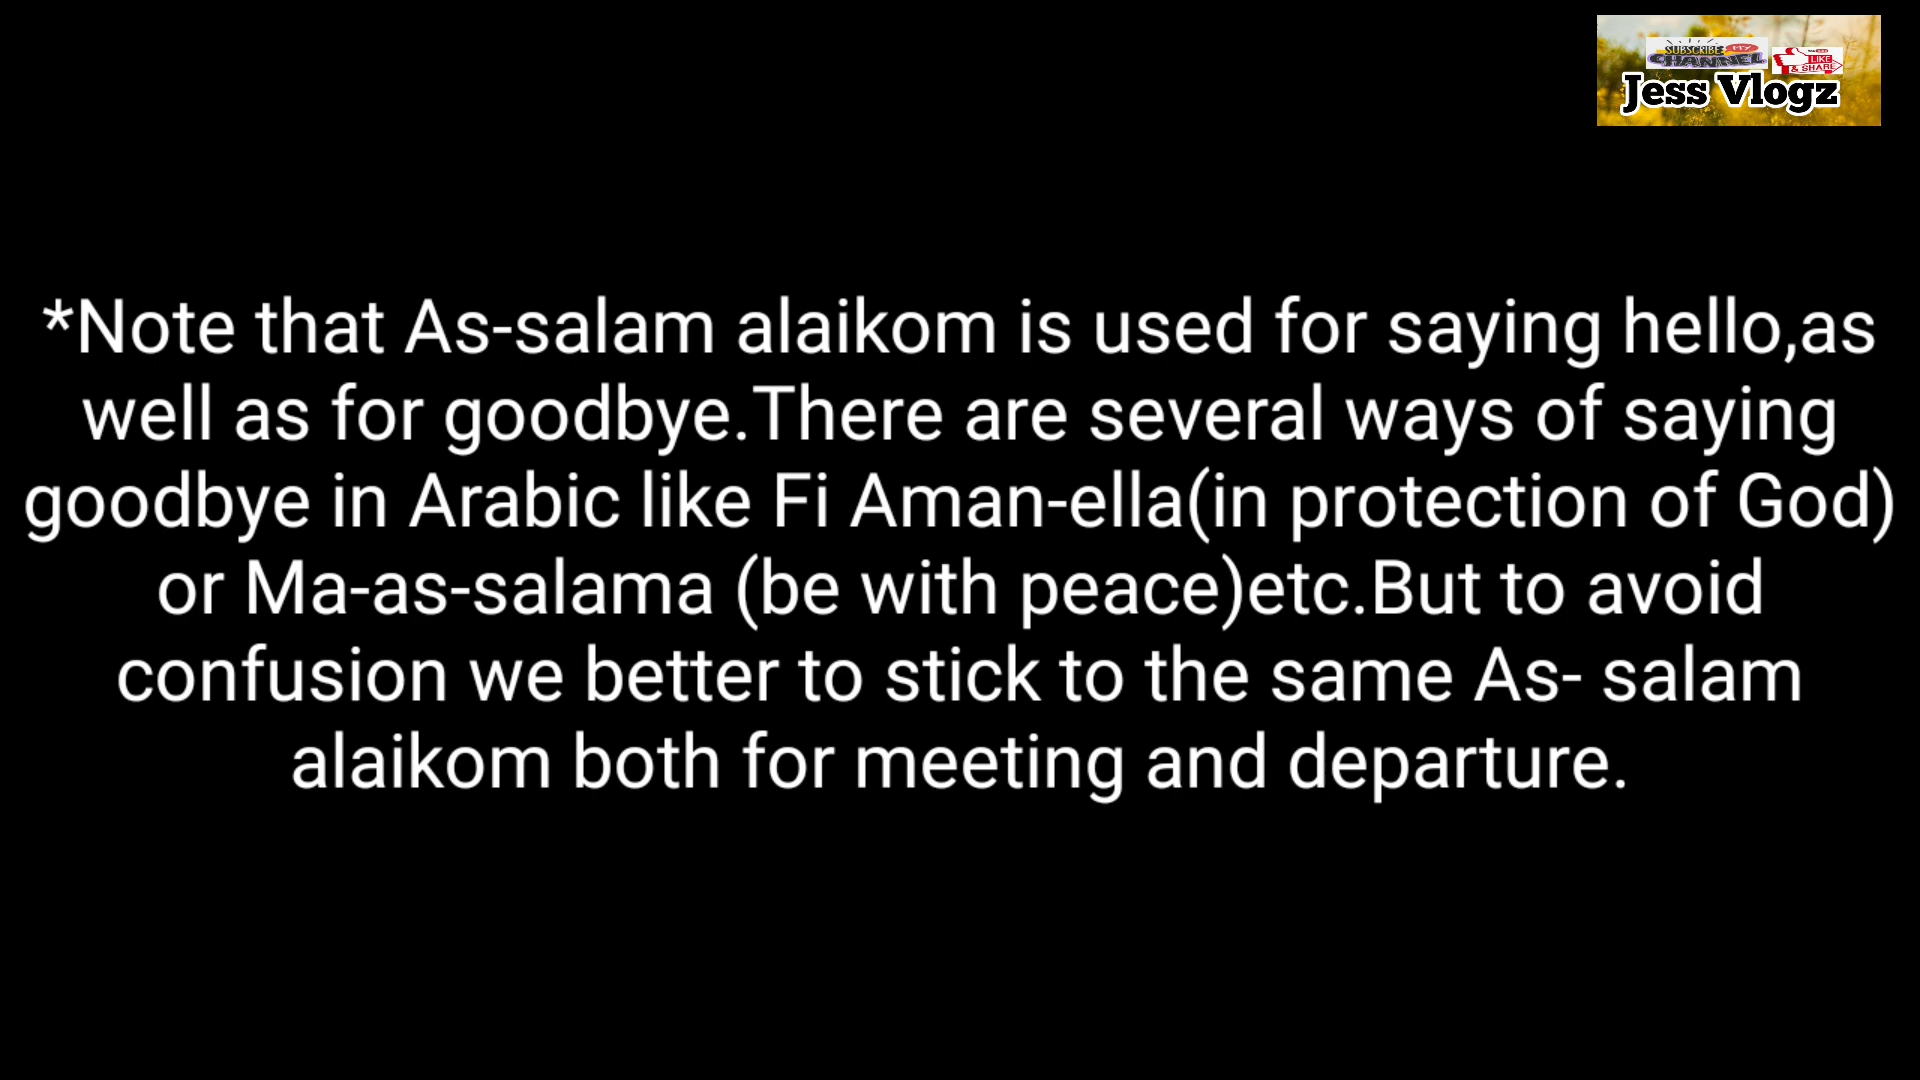 SUBSCRIBE MY
CHANNEL
LIKE
& SHARE
Jess Vlogz
*Note that As-salam alaikom is used for saying hello,as
well as for goodbye.There are several ways of saying
goodbye in Arabic like Fi Aman-ella(in protection of God)
or Ma-as-salama (be with peace)etc.But to avoid
confusion we better to stick to the same As- salam
alaikom both for meeting and departure.